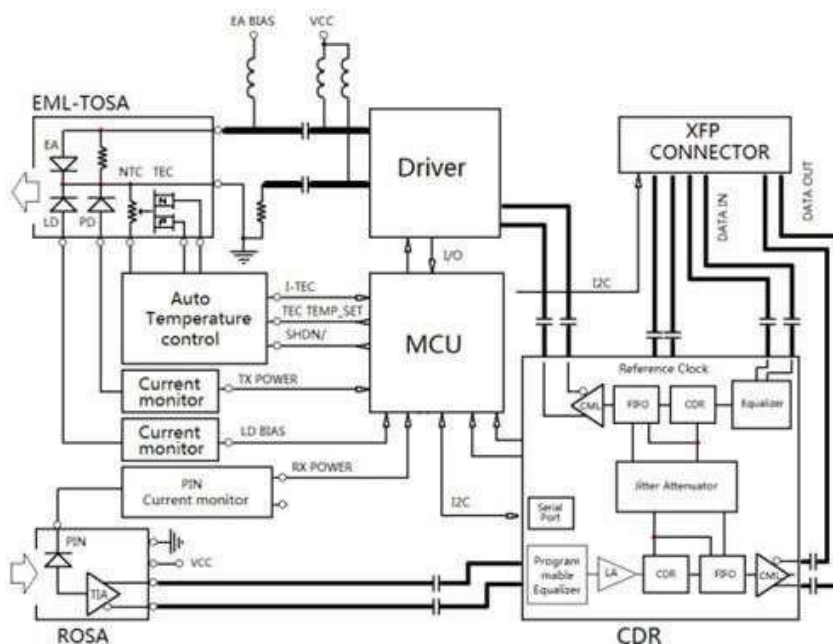 EA BIAS
VCC
EML-TOSA
EA
NTC
TEC
N
P
LD
PD
Driver
XFP
CONNECTOR
DATA IN
DATA OUT
I/O
I2C
Auto
Temperature
control
I-TEC
TEC TEMP_SET
SHDN/
MCU
Current
monitor
TX POWER
Current
monitor
LD BIAS
PIN
Current monitor
RX POWER
I2C
Reference Clock
CML
FIFO
CDR
Equalizer
Jitter Attenuator
Serial
Port
Program
mable
Equalizer
LA
CDR
FIFO
CML
CDR
PIN
VCC
TIA
ROSA